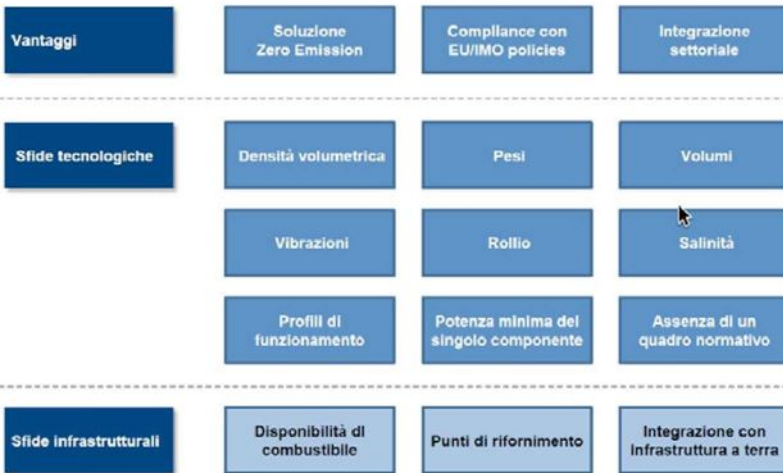 Vantaggi
Soluzione
Zero Emission
Compliance con
EU/IMO policies
Integrazione
settoriale
Sfide tecnologiche
Densità volumetrica
Pesi
Volumi
Vibrazioni
Rollio
Salinità
Profili di
funzionamento
Potenza minima del
singolo componente
Assenza di un
quadro normativo
Sfide infrastrutturali
Disponibilità di
combustibile
Punti di rifornimento
Integrazione con
infrastruttura a terra